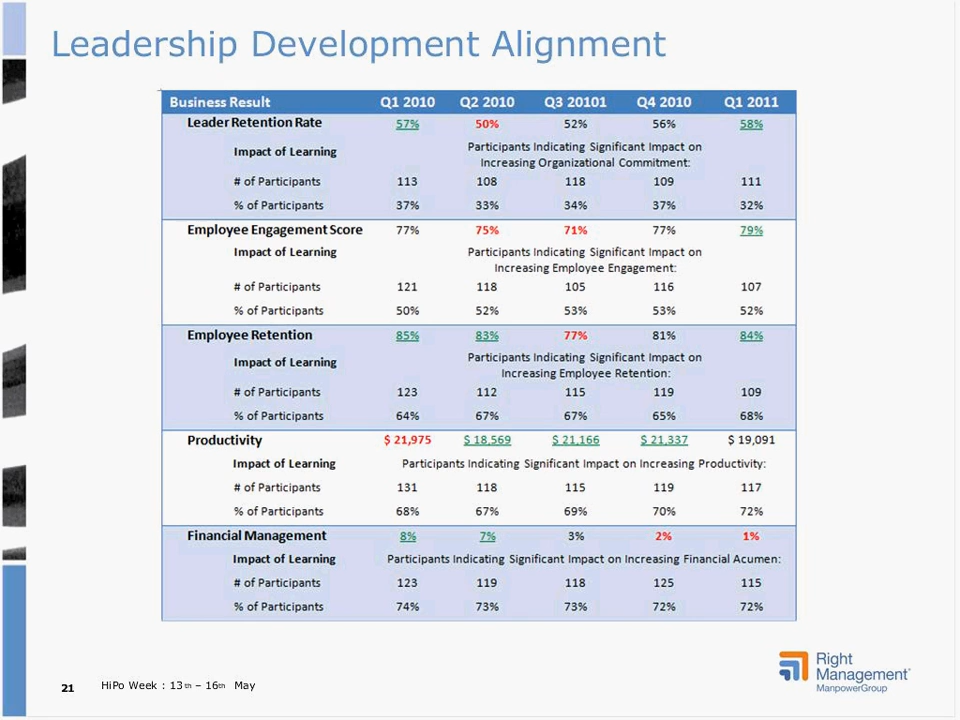 Leadership Development Alignment
Business Result Q1 2010 Q2 2010 Q3 20101 Q4 2010 Q1 2011
Leader Retention Rate 57% 50% 52% 56% 58%
Impact of Learning Participants Indicating Significant Impact on
Increasing Organizational Commitment:
# of Participants 113 108 118 109 111
% of Participants 37% 33% 34% 37% 32%
Employee Engagement Score 77% 75% 71% 77% 79%
Impact of Learning Participants Indicating Significant Impact on
Increasing Employee Engagement:
# of Participants 121 118 105 116 107
% of Participants 50% 52% 53% 53% 52%
Employee Retention 85% 83% 77% 81% 84%
Impact of Learning Participants Indicating Significant Impact on
Increasing Employee Retention:
# of Participants 123 112 115 119 109
% of Participants 64% 67% 67% 65% 68%
Productivity $ 21,975 $ 18,569 $ 21,166 $ 21,337 $ 19,091
Impact of Learning Participants Indicating Significant Impact on Increasing Productivity:
# of Participants 131 118 115 119 117
% of Participants 68% 67% 69% 70% 72%
Financial Management 8% 7% 3% 2% 1%
Impact of Learning Participants Indicating Significant Impact on Increasing Financial Acumen:
# of Participants 123 119 118 125 115
% of Participants 74% 73% 73% 72% 72%
Right
Management
ManpowerGroup
21 HiPo Week : 13th – 16th May